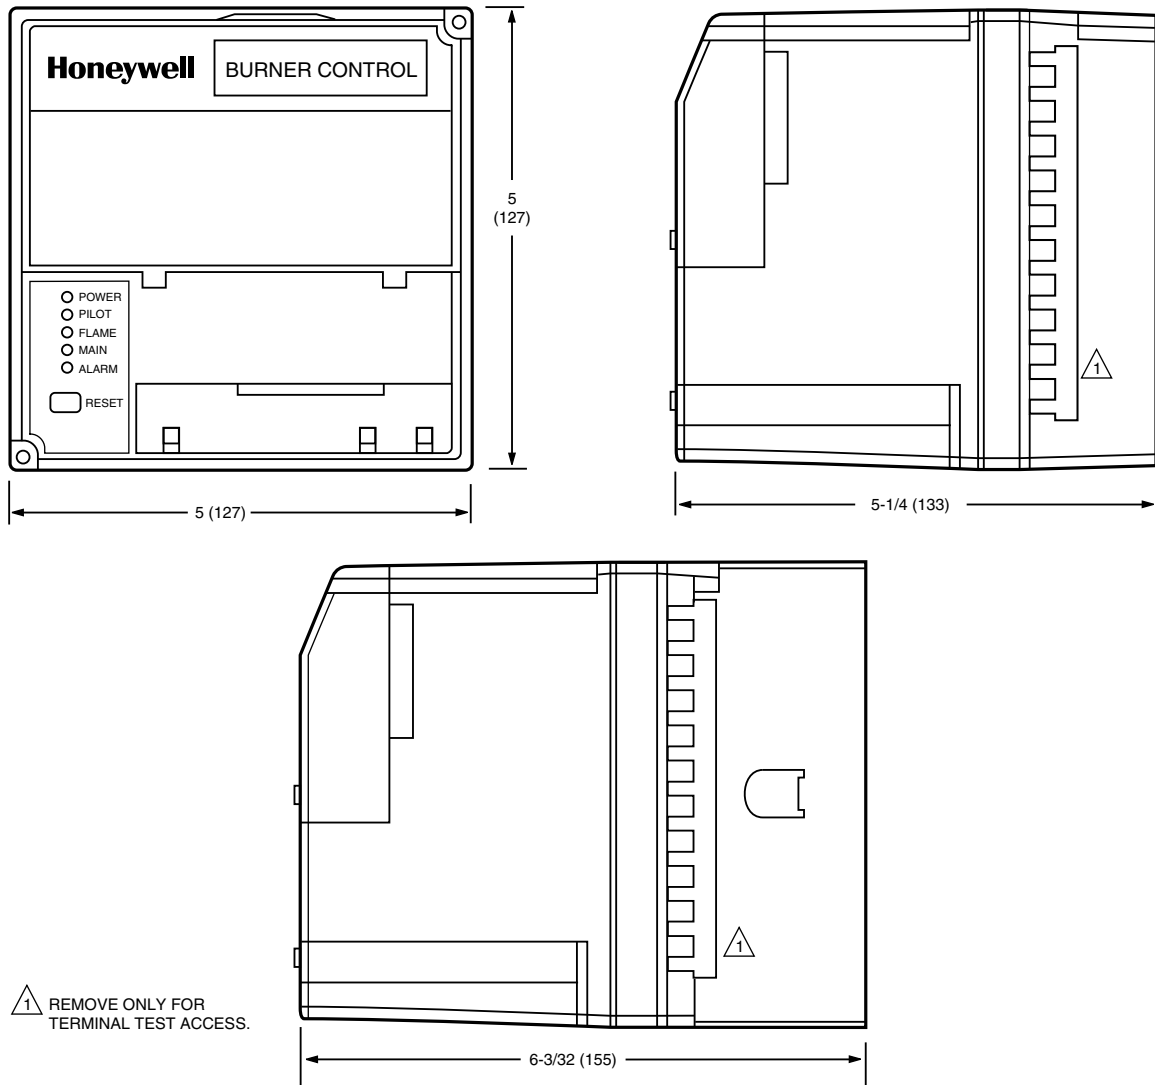 Honeywell
BURNER CONTROL
POWER
PILOT
FLAME
MAIN
ALARM
RESET
5
(127)
5 (127)
1
5-1/4 (133)
1
6-3/32 (155)
1 REMOVE ONLY FOR
TERMINAL TEST ACCESS.